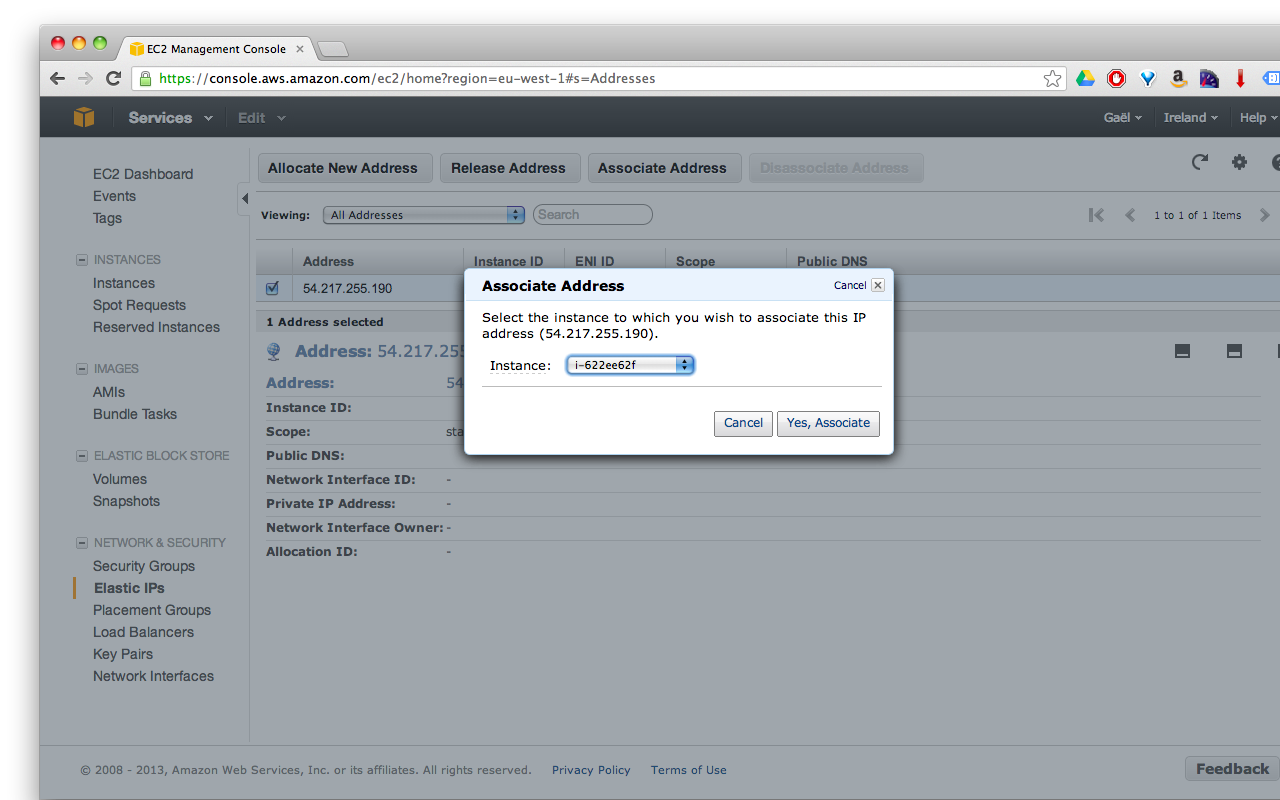 EC2 Management Console
https://console.aws.amazon.com/ec2/home?region=eu-west-1#s=Addresses
Services Edit Gaël Ireland Help
EC2 Dashboard
Events
Tags
INSTANCES
Instances
Spot Requests
Reserved Instances
IMAGES
AMIs
Bundle Tasks
ELASTIC BLOCK STORE
Volumes
Snapshots
NETWORK & SECURITY
Security Groups
Elastic IPs
Placement Groups
Load Balancers
Key Pairs
Network Interfaces
Allocate New Address Release Address Associate Address Disassociate Address
Viewing: All Addresses Search 1 to 1 of 1 Items
Address Instance ID ENI ID Scope Public DNS
54.217.255.190
1 Address selected
Address: 54.217.255
Address: 54
Instance ID:
Scope: sta
Public DNS:
Network Interface ID: -
Private IP Address: -
Network Interface Owner: -
Allocation ID: -
Associate Address Cancel
Select the instance to which you wish to associate this IP
address (54.217.255.190).
Instance: i-622ee62f
Cancel Yes, Associate
© 2008 - 2013, Amazon Web Services, Inc. or its affiliates. All rights reserved. Privacy Policy Terms of Use
Feedback